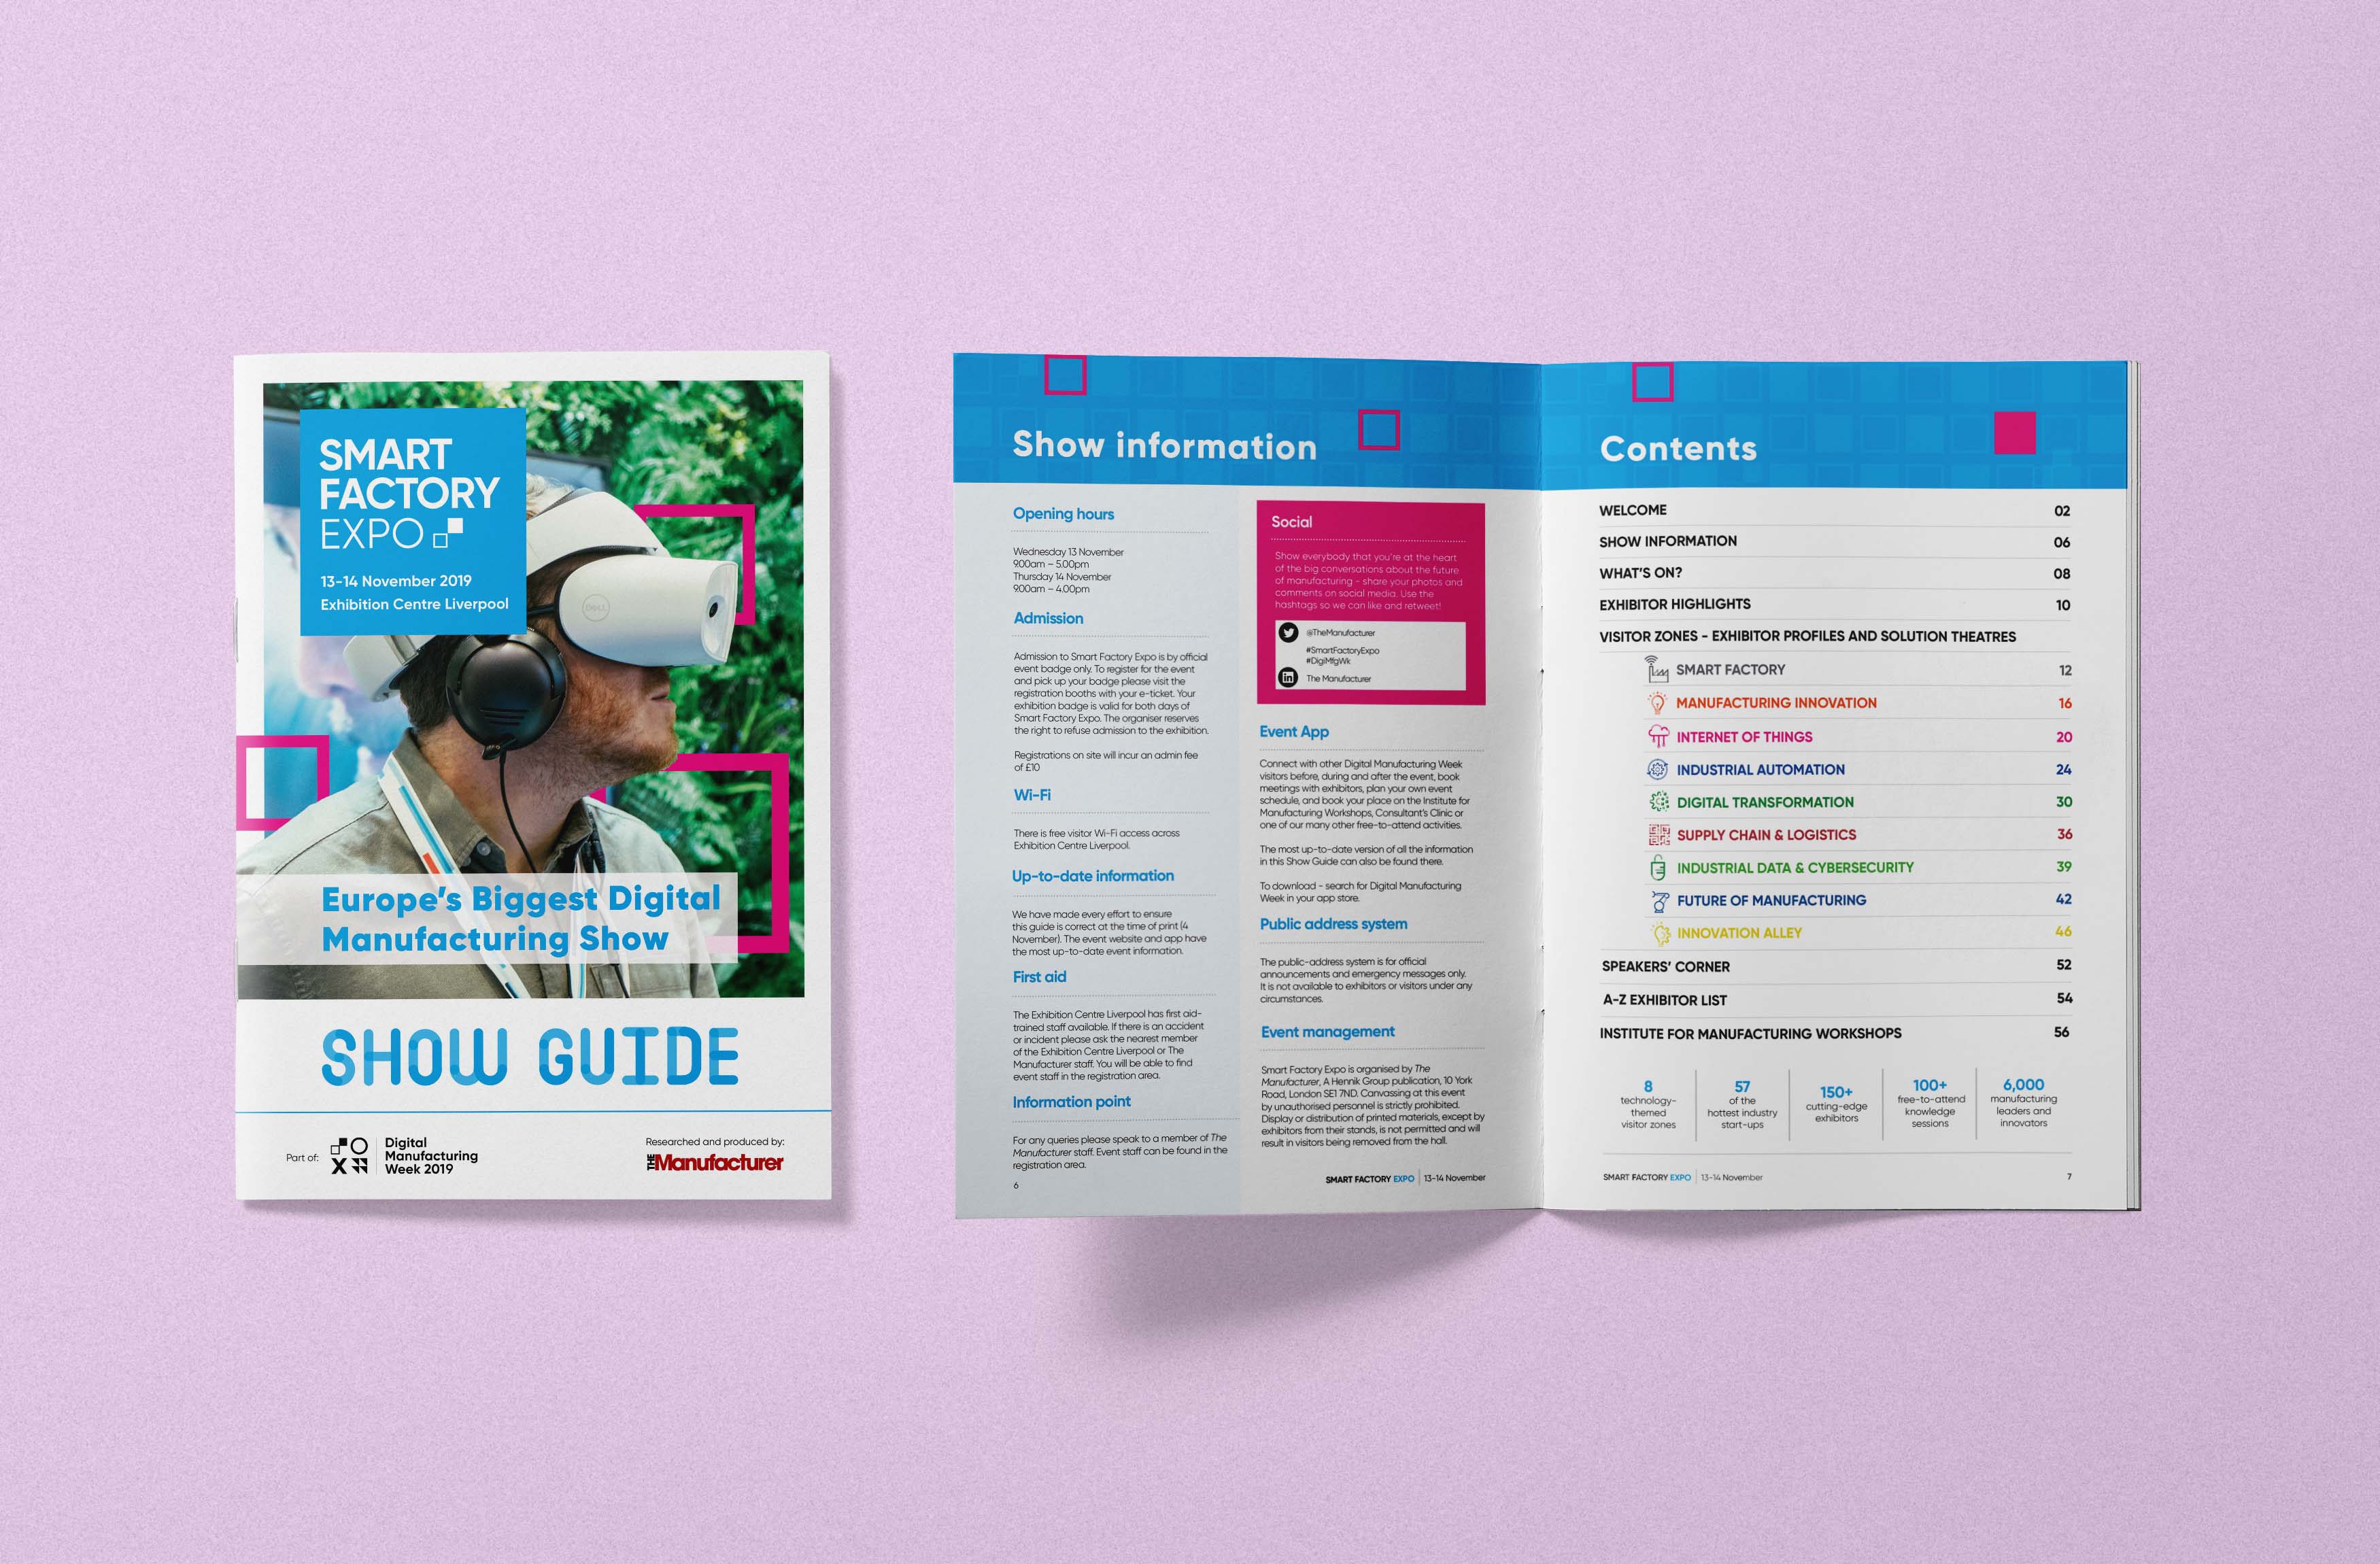 SMART
FACTORY
EXPO
13-14 November 2019
Exhibition Centre Liverpool
DELL
Europe's Biggest Digital
Manufacturing Show
SHOW GUIDE
Part of:
Digital
Manufacturing
Week 2019
Researched and produced by:
THE Manufacturer
Show information
Opening hours
Wednesday 13 November
9.00am – 5.00pm
Thursday 14 November
9.00am – 4.00pm
Admission
Admission to Smart Factory Expo is by official
event badge only. To register for the event
and pick up your badge please visit the
registration booths with your e-ticket. Your
exhibition badge is valid for both days of
Smart Factory Expo. The organiser reserves
the right to refuse admission to the exhibition.
Registrations on site will incur an admin fee
of £10
Wi-Fi
There is free visitor Wi-Fi access across
Exhibition Centre Liverpool.
Up-to-date information
We have made every effort to ensure
this guide is correct at the time of print (4
November). The event website and app have
the most up-to-date event information.
First aid
The Exhibition Centre Liverpool has first aid-
trained staff available. If there is an accident
or incident please ask the nearest member
of the Exhibition Centre Liverpool or The
Manufacturer staff. You will be able to find
event staff in the registration area.
Information point
For any queries please speak to a member of The
Manufacturer staff. Event staff can be found in the
registration area.
6
Social
Show everybody that you're at the heart
of the big conversations about the future
of manufacturing - share your photos and
comments on social media. Use the
hashtags so we can like and retweet!
@TheManufacturer
#SmartFactoryExpo
#DigiMfgWk
in The Manufacturer
Event App
Connect with other Digital Manufacturing Week
visitors before, during and after the event, book
meetings with exhibitors, plan your own event
schedule, and book your place on the Institute for
Manufacturing Workshops, Consultant's Clinic or
one of our many other free-to-attend activities.
The most up-to-date version of all the information
in this Show Guide can also be found there.
To download - search for Digital Manufacturing
Week in your app store.
Public address system
The public-address system is for official
announcements and emergency messages only.
It is not available to exhibitors or visitors under any
circumstances.
Event management
Smart Factory Expo is organised by The
Manufacturer, A Hennik Group publication, 10 York
Road, London SE1 7ND. Canvassing at this event
by unauthorised personnel is strictly prohibited.
Display or distribution of printed materials, except by
exhibitors from their stands, is not permitted and will
result in visitors being removed from the hall.
SMART FACTORY EXPO | 13-14 November
Contents
WELCOME 02
SHOW INFORMATION 06
WHAT'S ON? 08
EXHIBITOR HIGHLIGHTS 10
VISITOR ZONES - EXHIBITOR PROFILES AND SOLUTION THEATRES
SMART FACTORY 12
MANUFACTURING INNOVATION 16
INTERNET OF THINGS 20
INDUSTRIAL AUTOMATION 24
DIGITAL TRANSFORMATION 30
SUPPLY CHAIN & LOGISTICS 36
INDUSTRIAL DATA & CYBERSECURITY 39
FUTURE OF MANUFACTURING 42
INNOVATION ALLEY 46
SPEAKERS' CORNER 52
A-Z EXHIBITOR LIST 54
INSTITUTE FOR MANUFACTURING WORKSHOPS 56
8
technology-
themed
visitor zones
57
of the
hottest industry
start-ups
150+
cutting-edge
exhibitors
100+
free-to-attend
knowledge
sessions
6,000
manufacturing
leaders and
innovators
SMART FACTORY EXPO | 13-14 November
7